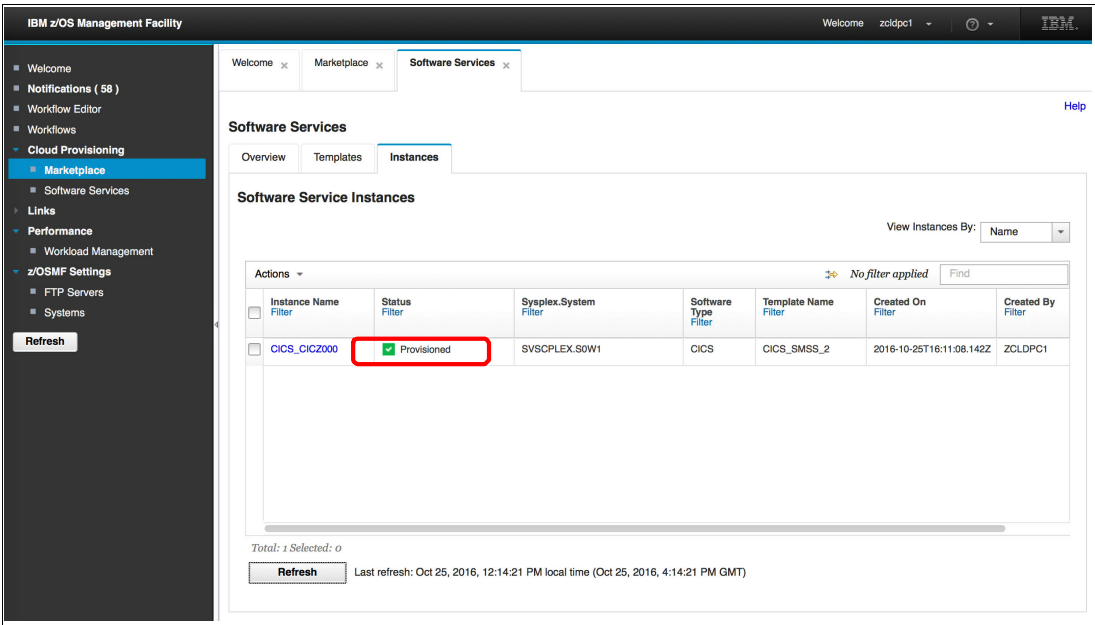 IBM z/OS Management Facility
Welcome zcldpc1
IBM.
Welcome
Notifications ( 58 )
Workflow Editor
Workflows
Cloud Provisioning
Marketplace
Software Services
Links
Performance
Workload Management
z/OSMF Settings
FTP Servers
Systems
Refresh
Welcome Marketplace Software Services
Help
Software Services
Overview Templates Instances
Software Service Instances
View Instances By: Name
Actions No filter applied Find
Instance Name Status Sysplex.System Software Type Template Name Created On Created By
Filter Filter Filter Filter Filter Filter Filter
CICS_CICZ000 Provisioned SVSCPLEX.S0W1 CICS CICS_SMSS_2 2016-10-25T16:11:08.142Z ZCLDPC1
Total: 1 Selected: 0
Refresh Last refresh: Oct 25, 2016, 12:14:21 PM local time (Oct 25, 2016, 4:14:21 PM GMT)